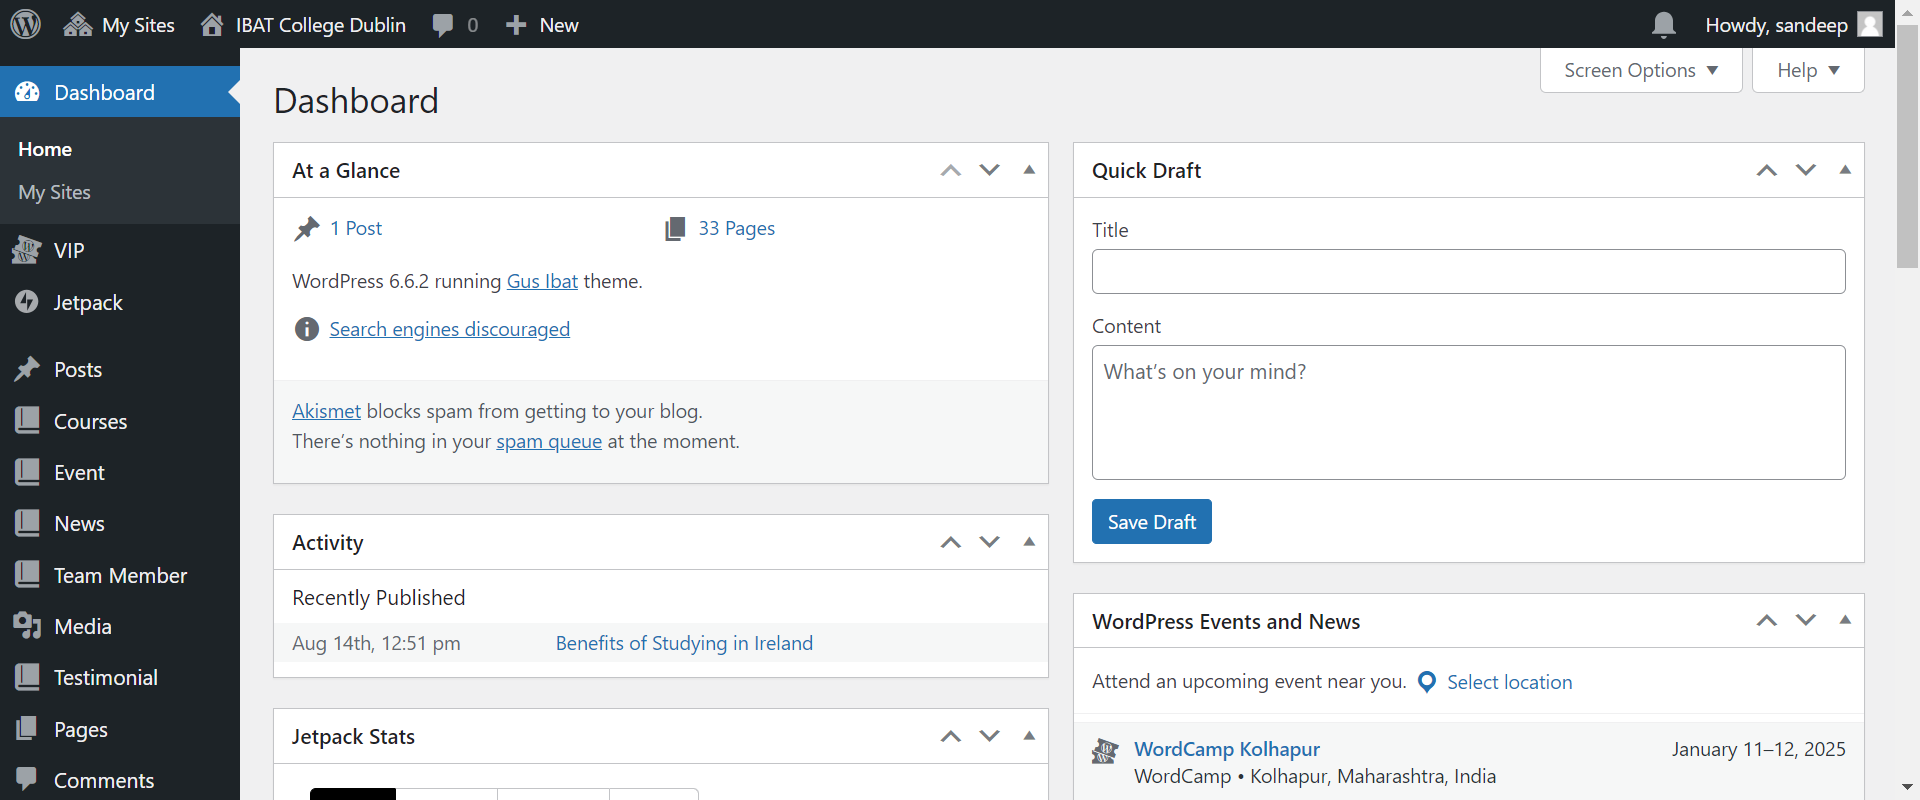 My Sites
IBAT College Dublin
0
New
Howdy, sandeep
Dashboard
Home
My Sites
VIP
Jetpack
Posts
Courses
Event
News
Team Member
Media
Testimonial
Pages
Comments
Screen Options
Help
Dashboard
At a Glance
1 Post
33 Pages
WordPress 6.6.2 running Gus Ibat theme.
Search engines discouraged
Akismet blocks spam from getting to your blog.
There’s nothing in your spam queue at the moment.
Activity
Recently Published
Aug 14th, 12:51 pm
Benefits of Studying in Ireland
Jetpack Stats
Quick Draft
Title
Content
What’s on your mind?
Save Draft
WordPress Events and News
Attend an upcoming event near you.
Select location
WordCamp Kolhapur
January 11–12, 2025
WordCamp • Kolhapur, Maharashtra, India